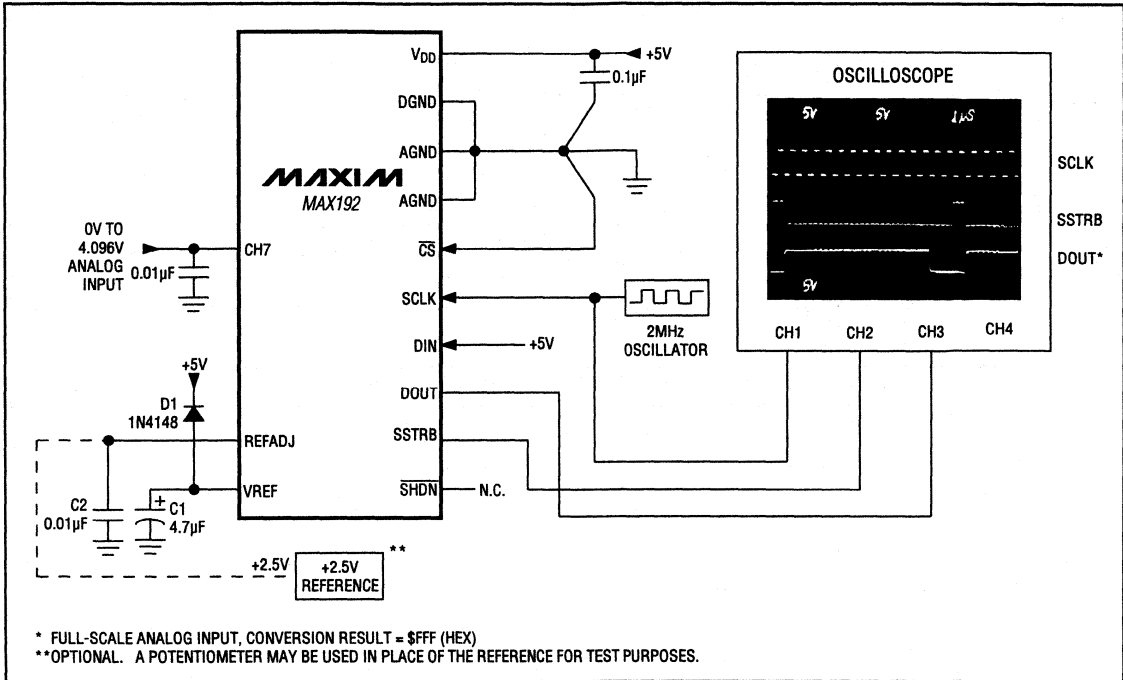 VDD
+5V
0.1µF
DGND
AGND
AGND
MAXIM
MAX192
0V TO
4.096V
ANALOG
INPUT
0.01µF
CH7
CS
SCLK
2MHz
OSCILLATOR
DIN
+5V
DOUT
SSTRB
SHDN
N.C.
+5V
D1
1N4148
REFADJ
VREF
C2
0.01µF
+
C1
4.7µF
+2.5V
+2.5V
REFERENCE
**
OSCILLOSCOPE
5V
5V
1µS
5V
SCLK
SSTRB
DOUT*
CH1
CH2
CH3
CH4
* FULL-SCALE ANALOG INPUT, CONVERSION RESULT = $FFF (HEX)
**OPTIONAL. A POTENTIOMETER MAY BE USED IN PLACE OF THE REFERENCE FOR TEST PURPOSES.